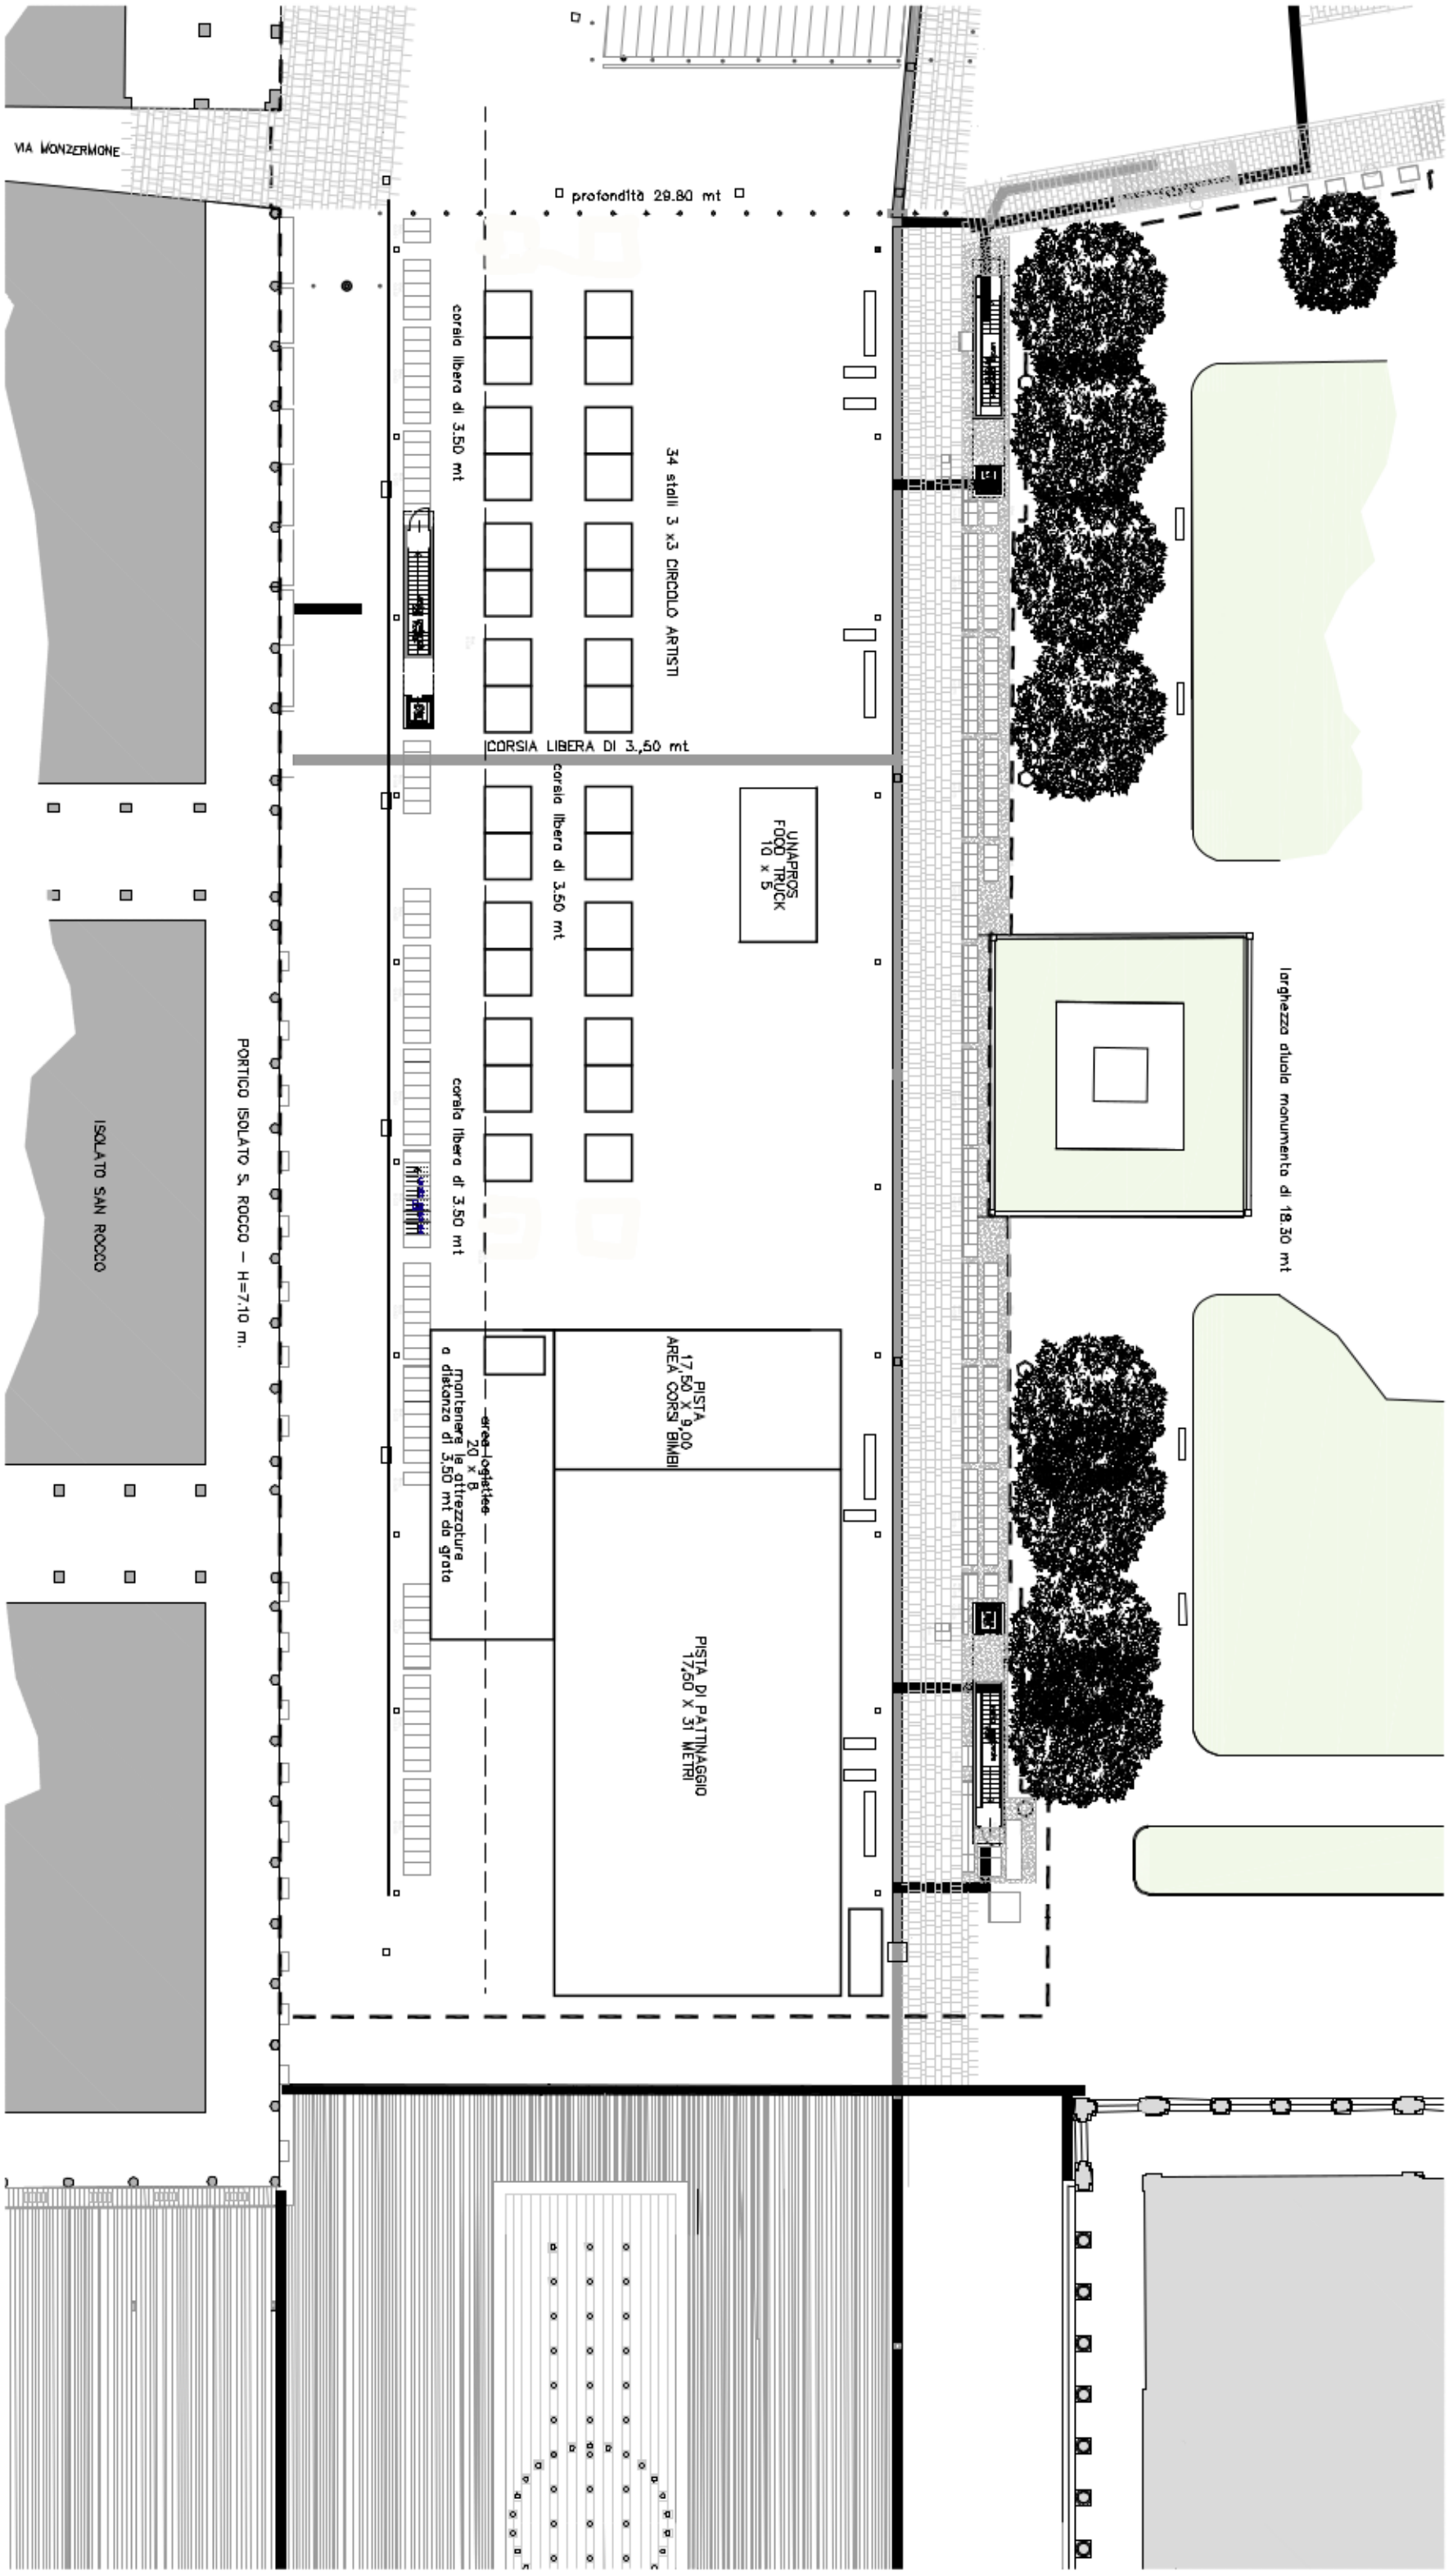 VIA MONZERMONE
profondità 29.80 mt
corsia libera di 3.50 mt
34 stalli 3 x3 CIRCOLO ARTISTI
CORSIA LIBERA DI 3.,50 mt
corsia libera di 3.50 mt
UNAPROS
FOOD TRUCK
10 x 5
larghezza aiuola monumento di 18.30 mt
PORTICO ISOLATO S. ROCCO – H=7.10 m.
ISOLATO SAN ROCCO
corsia libera di 3.50 mt
PISTA
17,50 X 9,00
AREA CORSI BIMBI
area logistica
20 x 8
mantenere le attrezzature
a distanza di 3,50 mt da grata
PISTA DI PATTINAGGIO
17,50 X 31 METRI